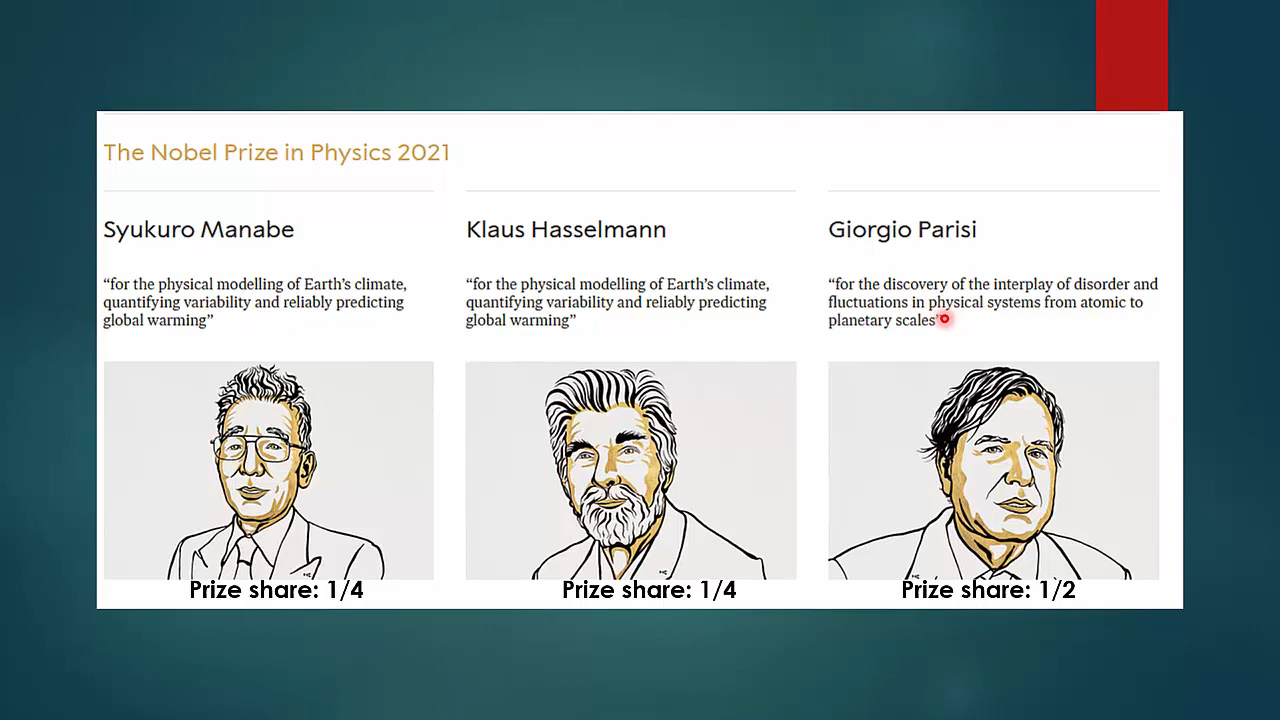 The Nobel Prize in Physics 2021
Syukuro Manabe
“for the physical modelling of Earth’s climate,
quantifying variability and reliably predicting
global warming”
Prize share: 1/4
Klaus Hasselmann
“for the physical modelling of Earth’s climate,
quantifying variability and reliably predicting
global warming”
Prize share: 1/4
Giorgio Parisi
“for the discovery of the interplay of disorder and
fluctuations in physical systems from atomic to
planetary scales”
Prize share: 1/2